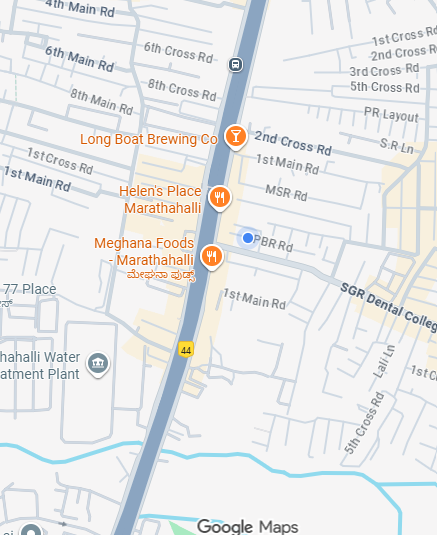 4th Main Rd
6th Cross Rd
6th Main Rd
8th Cross Rd
8th Main Rd
1st Cross Rd
2nd Cross Rd
3rd Cross Rd
5th Cross Rd
PR Layout
Long Boat Brewing Co
2nd Cross Rd
S.R Ln
1st Cross Rd
1st Main Rd
1st Main Rd
Helen's Place
Marathahalli
MSR Rd
Meghana Foods
- Marathahalli
ಮೇಘನಾ ಫುಡ್ಸ್
PBR Rd
77 Place
1st Main Rd
SGR Dental Colleg
44
hahalli Water
eatment Plant
Lali Ln
1st C
5th Cross Rd
Google Maps